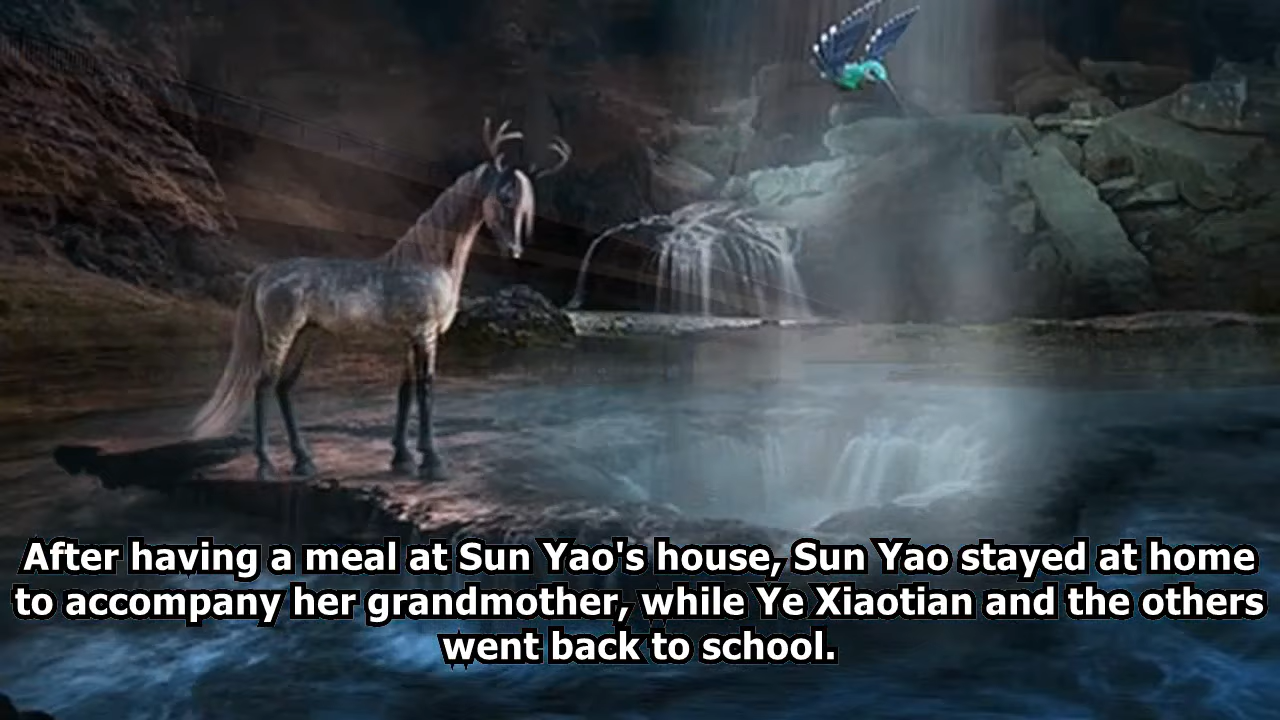 After having a meal at Sun Yao's house, Sun Yao stayed at home
to accompany her grandmother, while Ye Xiaotian and the others
went back to school.